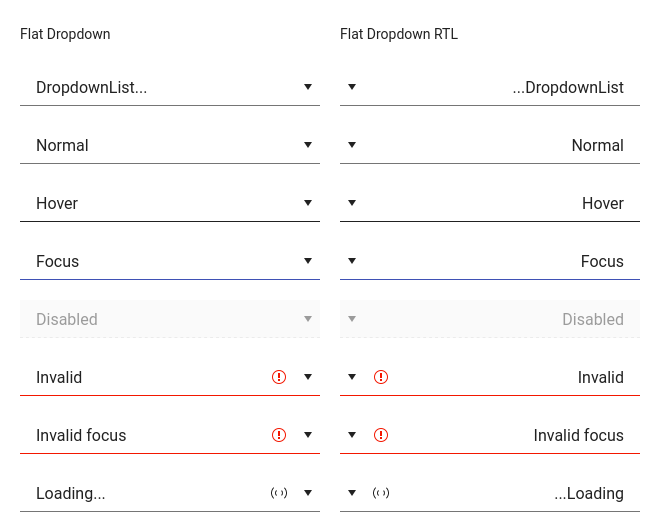 Flat Dropdown
DropdownList...
Normal
Hover
Focus
Disabled
Invalid
Invalid focus
Loading...
Flat Dropdown RTL
...DropdownList
Normal
Hover
Focus
Disabled
Invalid
Invalid focus
...Loading